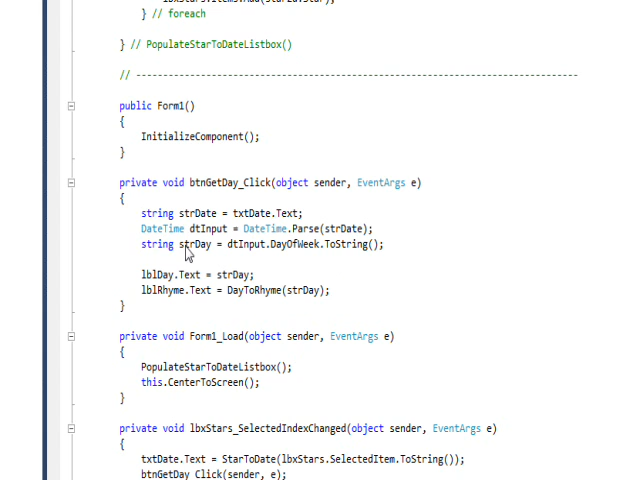 } // foreach
} // PopulateStarToDateListbox()
// --------------------------------------------------------------------
public Form1()
{
InitializeComponent();
}
private void btnGetDay_Click(object sender, EventArgs e)
{
string strDate = txtDate.Text;
DateTime dtInput = DateTime.Parse(strDate);
string strDay = dtInput.DayOfWeek.ToString();
lblDay.Text = strDay;
lblRhyme.Text = DayToRhyme(strDay);
}
private void Form1_Load(object sender, EventArgs e)
{
PopulateStarToDateListbox();
this.CenterToScreen();
}
private void lbxStars_SelectedIndexChanged(object sender, EventArgs e)
{
txtDate.Text = StarToDate(lbxStars.SelectedItem.ToString());
btnGetDay_Click(sender, e);